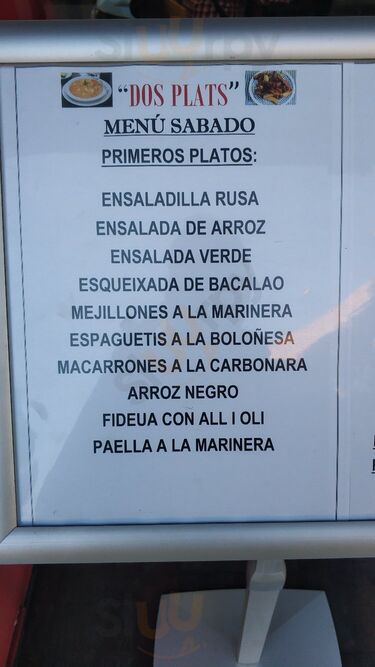 "DOS PLATS"
MENÚ SABADO
PRIMEROS PLATOS:
ENSALADILLA RUSA
ENSALADA DE ARROZ
ENSALADA VERDE
ESQUEIXADA DE BACALAO
MEJILLONES A LA MARINERA
ESPAGUETIS A LA BOLOÑESA
MACARRONES A LA CARBONARA
ARROZ NEGRO
FIDEUA CON ALL I OLI
PAELLA A LA MARINERA